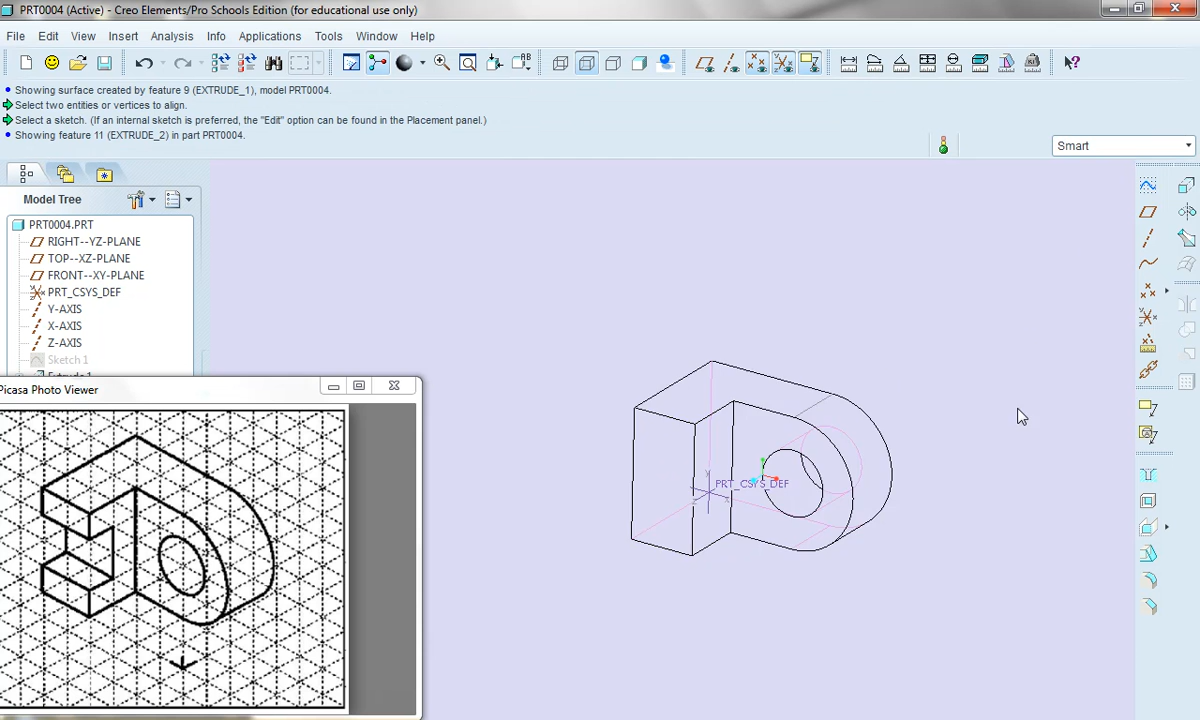 PRT0004 (Active) - Creo Elements/Pro Schools Edition (for educational use only)
File Edit View Insert Analysis Info Applications Tools Window Help
Showing surface created by feature 9 (EXTRUDE_1), model PRT0004.
Select two entities or vertices to align.
Select a sketch. (If an internal sketch is preferred, the "Edit" option can be found in the Placement panel.)
Showing feature 11 (EXTRUDE_2) in part PRT0004.
Smart
Model Tree
PRT0004.PRT
RIGHT--YZ-PLANE
TOP--XZ-PLANE
FRONT--XY-PLANE
PRT_CSYS_DEF
Y-AXIS
X-AXIS
Z-AXIS
Sketch 1
Picasa Photo Viewer
PRT_CSYS_DEF